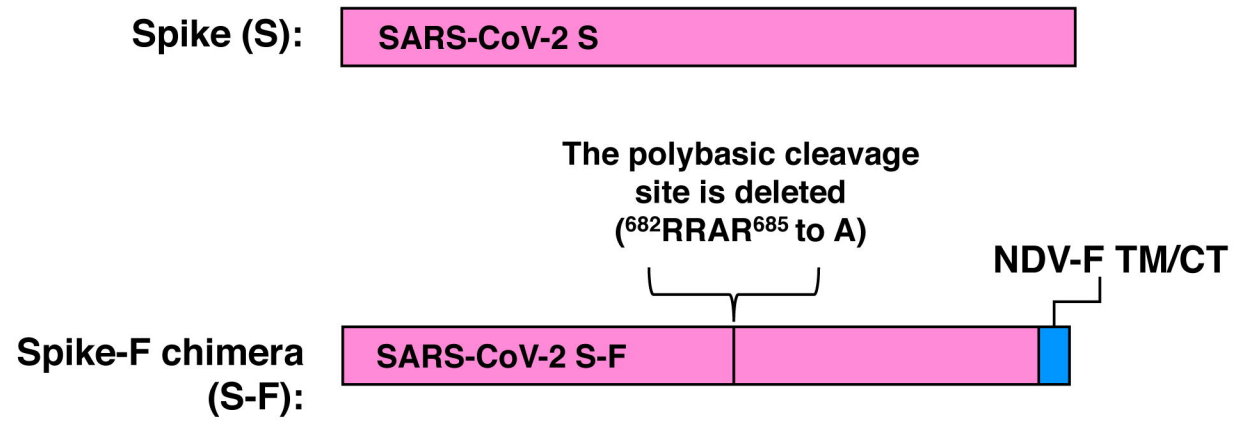 Spike (S):
SARS-CoV-2 S
The polybasic cleavage
site is deleted
(⁶⁸²RRAR⁶⁸⁵ to A)
NDV-F TM/CT
Spike-F chimera
(S-F):
SARS-CoV-2 S-F